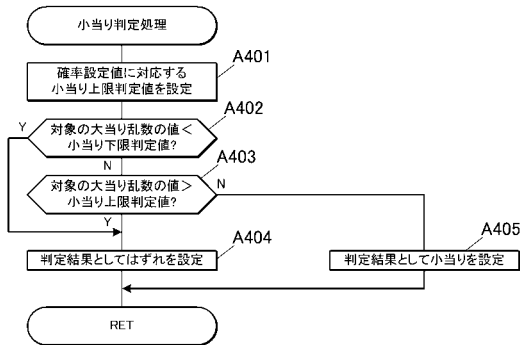 小当り判定処理
A401
確率設定値に対応する
小当り上限判定値を設定
A402
Y
対象の大当り乱数の値<
小当り下限判定値?
N
A403
対象の大当り乱数の値>
小当り上限判定値?
N
Y
A404
判定結果としてはずれを設定
A405
判定結果として小当りを設定
RET